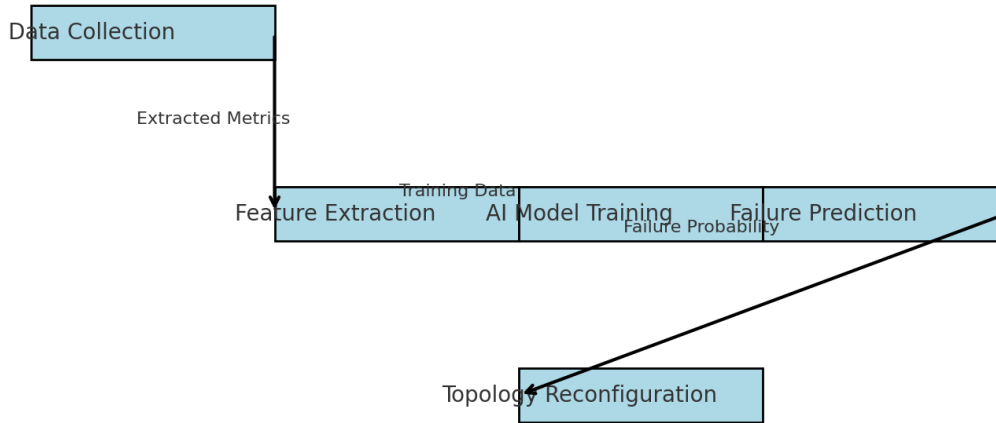 Data Collection
Extracted Metrics
Training Data
Feature Extraction
AI Model Training
Failure Prediction
Failure Probability
Topology Reconfiguration